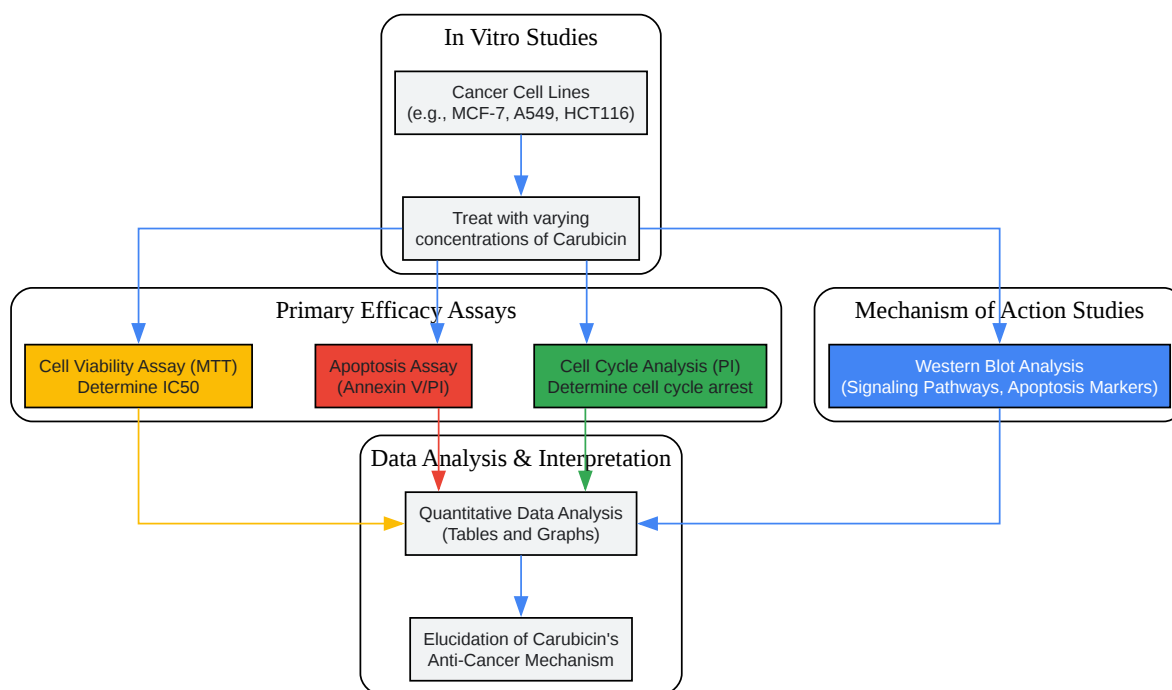 In Vitro Studies
Cancer Cell Lines
(e.g., MCF-7, A549, HCT116)
Treat with varying
concentrations of Carubicin
Primary Efficacy Assays
Mechanism of Action Studies
Cell Viability Assay (MTT)
Determine IC50
Apoptosis Assay
(Annexin V/PI)
Cell Cycle Analysis (PI)
Determine cell cycle arrest
Western Blot Analysis
(Signaling Pathways, Apoptosis Markers)
Data Analysis & Interpretation
Quantitative Data Analysis
(Tables and Graphs)
Elucidation of Carubicin's
Anti-Cancer Mechanism